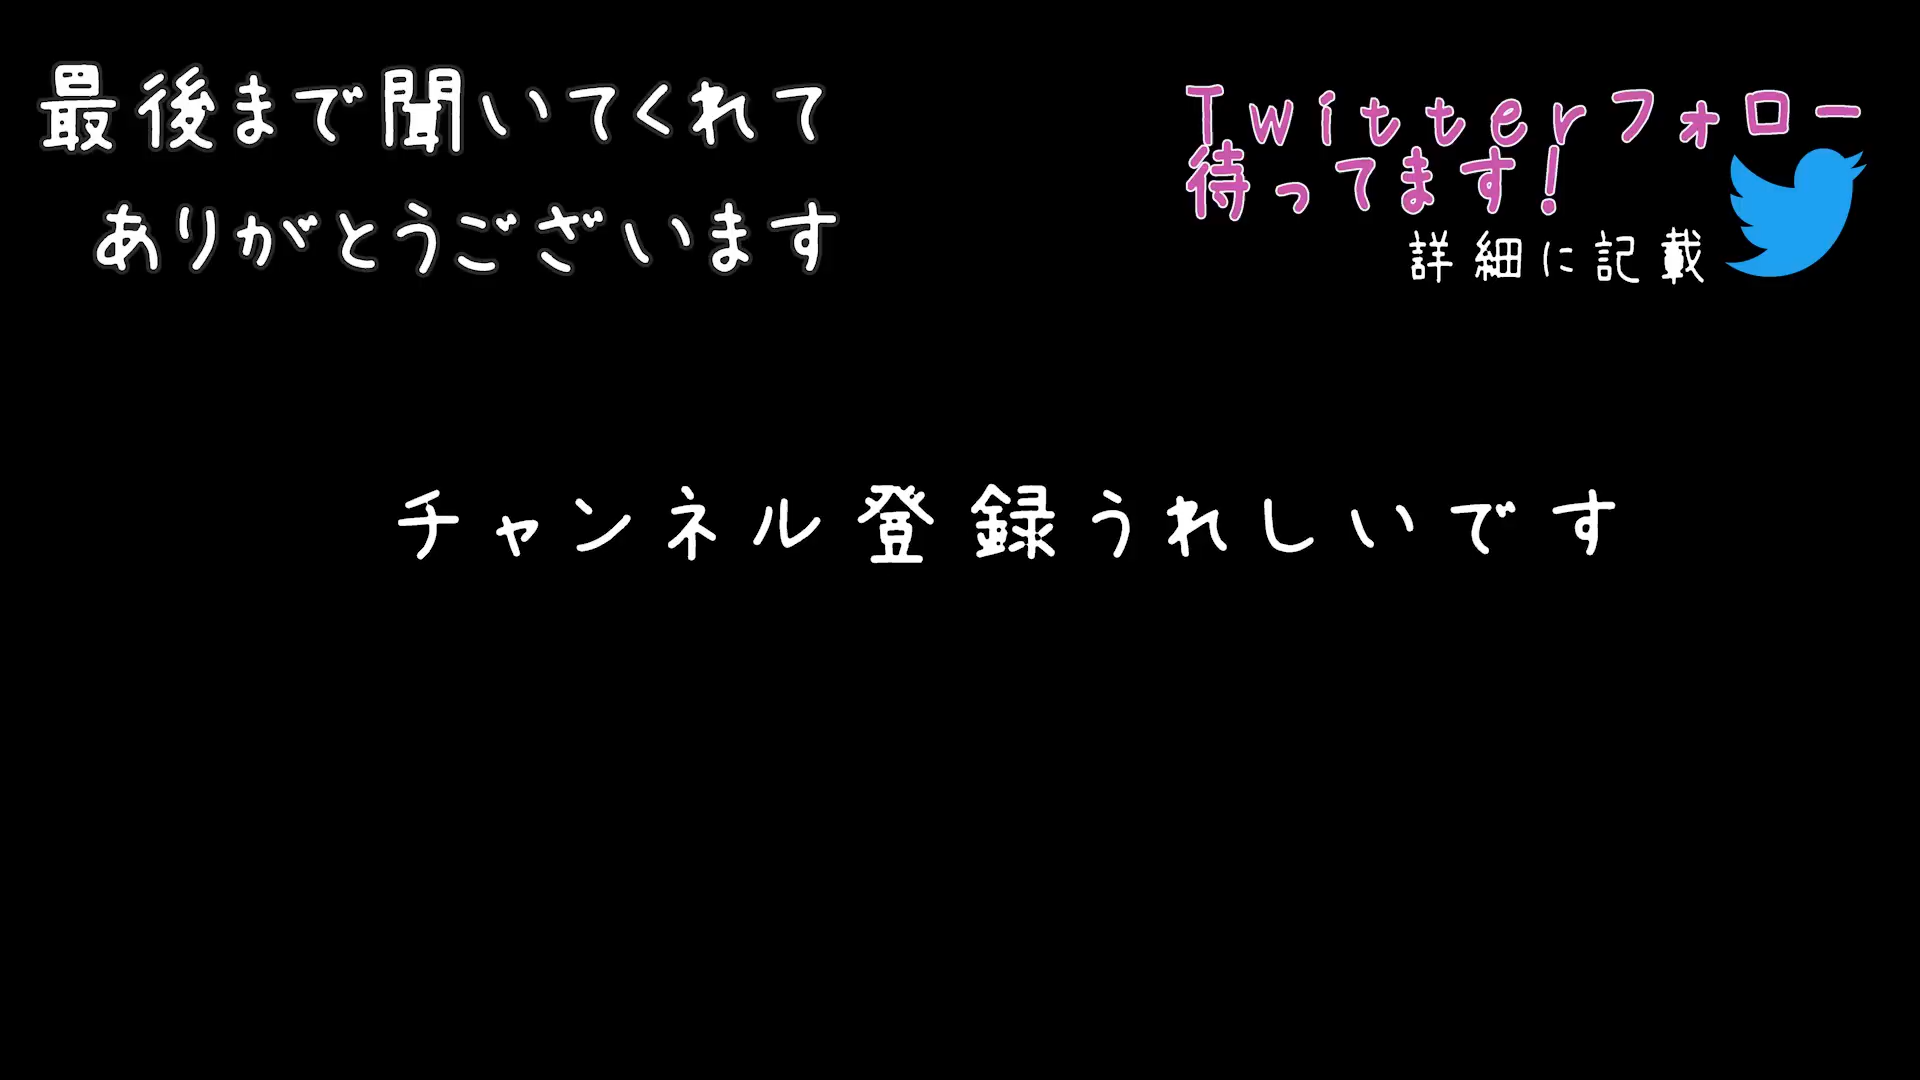 最後まで聞いてくれて
ありがとうございます
Twitterフォロー
待ってます!
詳細に記載
チャンネル登録うれしいです